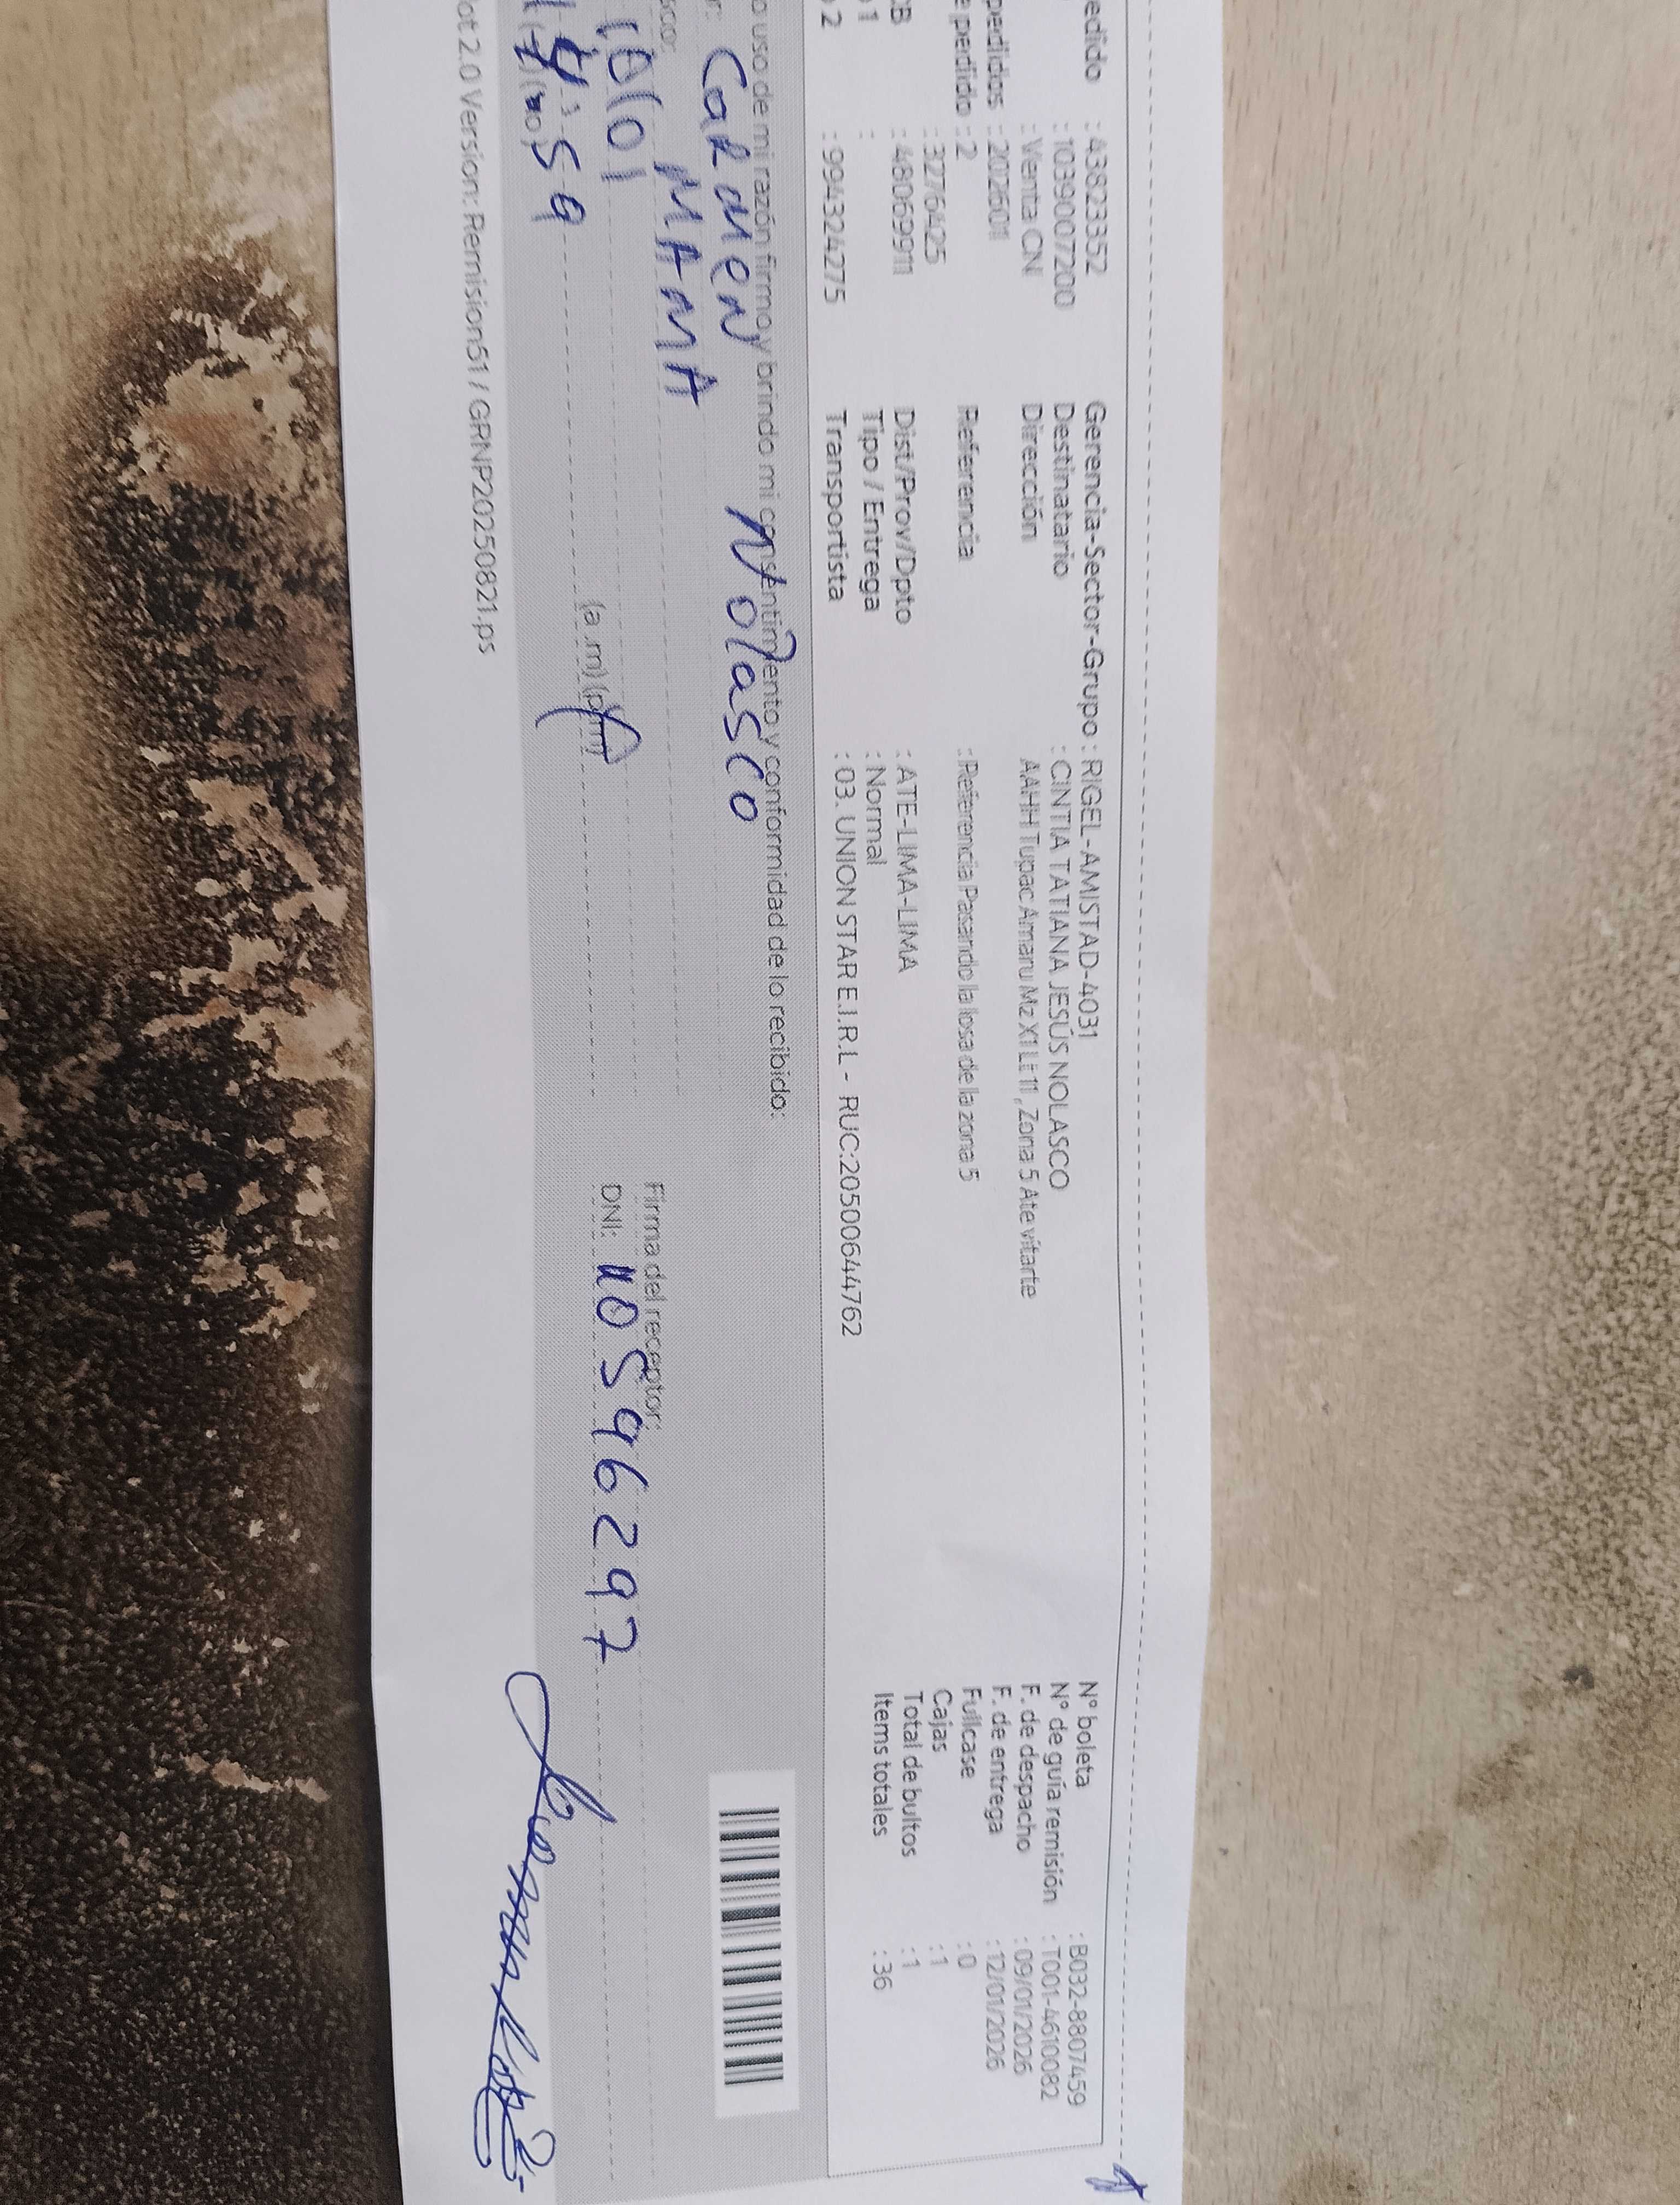 edido : 43823352
: 1039007200
: Venta CN
pedidos : 202601
e perdido : 2
: 3276425
CB : 480699911
1 :
2 : 994324275
Gerencia-Sector-Grupo : RIGEL-AMISTAD-4031
Destinatario : CINTIA TATIANA JESÚS NOLASCO
Dirección AAHH Tupac Amaru Mz X1 Lt 11 , Zona 5 Ate vitarte
Referencia : Referencia Pasando la losa de la zona 5
Dist/Prov/Dpto : ATE-LIMA-LIMA
Tipo / Entrega : Normal
Transportista : 03. UNION STAR E.I.R.L - RUC:20500644762
N° boleta : B032-8807459
N° de guía remisión : T001-4610082
F. de despacho : 09/01/2026
F. de entrega : 12/01/2026
Fullcase : 0
Cajas : 1
Total de bultos : 1
Items totales : 36
o uso de mi razón firmo y brindo mi consentimiento y conformidad de lo recibido:
r: Carmen Nolasco
sco: MAMA
4:59 (a.m) (p.m)
Firma del receptor:
DNI: 10596297
ot 2.0 Version: Remision51 / GRNP20250821.ps